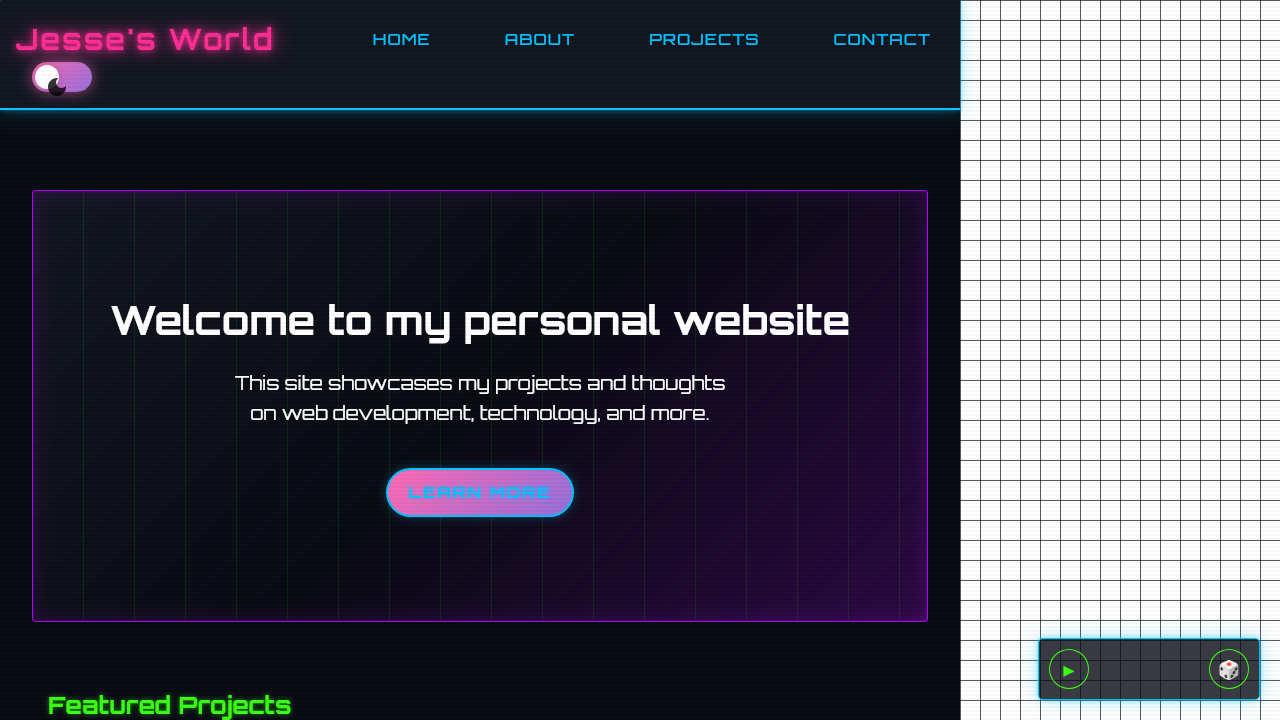 Jesse's World
HOME
ABOUT
PROJECTS
CONTACT
Welcome to my personal website
This site showcases my projects and thoughts
on web development, technology, and more.
LEARN MORE
Featured Projects